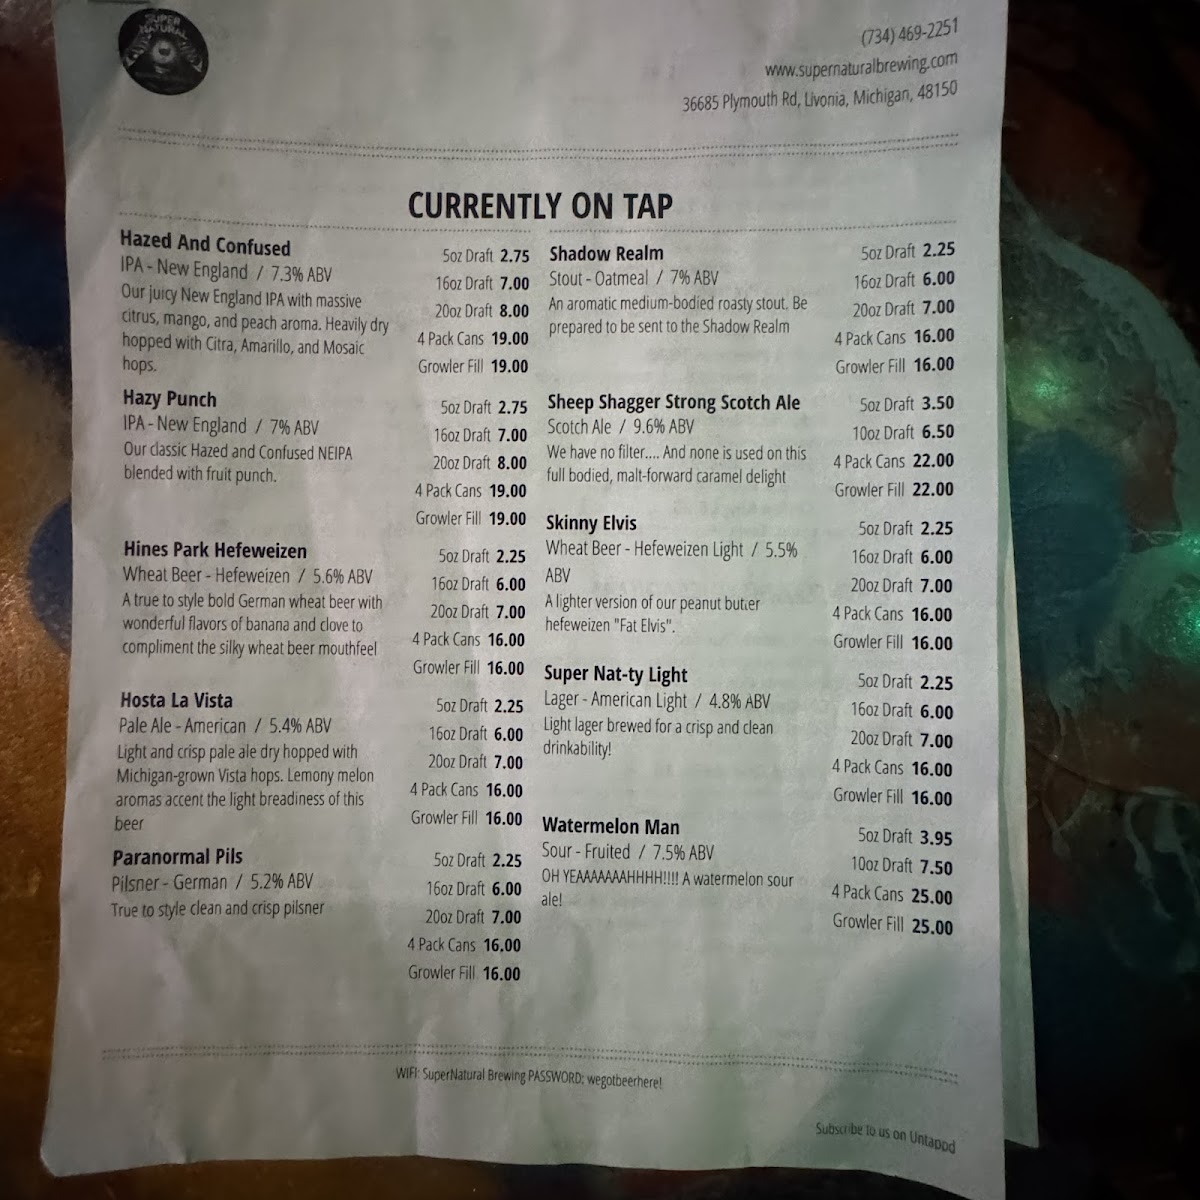 SUPER
NATURAL
(734) 469-2251
www.supernaturalbrewing.com
36685 Plymouth Rd, Livonia, Michigan, 48150
CURRENTLY ON TAP
Hazed And Confused
IPA - New England / 7.3% ABV
Our juicy New England IPA with massive
citrus, mango, and peach aroma. Heavily dry
hopped with Citra, Amarillo, and Mosaic
hops.
5oz Draft 2.75
16oz Draft 7.00
20oz Draft 8.00
4 Pack Cans 19.00
Growler Fill 19.00
Hazy Punch
IPA - New England / 7% ABV
Our classic Hazed and Confused NEIPA
blended with fruit punch.
5oz Draft 2.75
16oz Draft 7.00
20oz Draft 8.00
4 Pack Cans 19.00
Growler Fill 19.00
Hines Park Hefeweizen
Wheat Beer - Hefeweizen / 5.6% ABV
A true to style bold German wheat beer with
wonderful flavors of banana and clove to
compliment the silky wheat beer mouthfeel
5oz Draft 2.25
16oz Draft 6.00
20oz Draft 7.00
4 Pack Cans 16.00
Growler Fill 16.00
Hosta La Vista
Pale Ale - American / 5.4% ABV
Light and crisp pale ale dry hopped with
Michigan-grown Vista hops. Lemony melon
aromas accent the light breadiness of this
beer
5oz Draft 2.25
16oz Draft 6.00
20oz Draft 7.00
4 Pack Cans 16.00
Growler Fill 16.00
Paranormal Pils
Pilsner - German / 5.2% ABV
True to style clean and crisp pilsner
5oz Draft 2.25
16oz Draft 6.00
20oz Draft 7.00
4 Pack Cans 16.00
Growler Fill 16.00
Shadow Realm
Stout - Oatmeal / 7% ABV
An aromatic medium-bodied roasty stout. Be
prepared to be sent to the Shadow Realm
5oz Draft 2.25
16oz Draft 6.00
20oz Draft 7.00
4 Pack Cans 16.00
Growler Fill 16.00
Sheep Shagger Strong Scotch Ale
Scotch Ale / 9.6% ABV
We have no filter.... And none is used on this
full bodied, malt-forward caramel delight
5oz Draft 3.50
10oz Draft 6.50
4 Pack Cans 22.00
Growler Fill 22.00
Skinny Elvis
Wheat Beer - Hefeweizen Light / 5.5%
ABV
A lighter version of our peanut butter
hefeweizen "Fat Elvis".
5oz Draft 2.25
16oz Draft 6.00
20oz Draft 7.00
4 Pack Cans 16.00
Growler Fill 16.00
Super Nat-ty Light
Lager - American Light / 4.8% ABV
Light lager brewed for a crisp and clean
drinkability!
5oz Draft 2.25
16oz Draft 6.00
20oz Draft 7.00
4 Pack Cans 16.00
Growler Fill 16.00
Watermelon Man
Sour - Fruited / 7.5% ABV
OH YEAAAAAAAHHHH!!!! A watermelon sour
ale!
5oz Draft 3.95
10oz Draft 7.50
4 Pack Cans 25.00
Growler Fill 25.00
WIFI: SuperNatural Brewing PASSWORD: wegotbeerhere!
Subscribe to us on Untappd